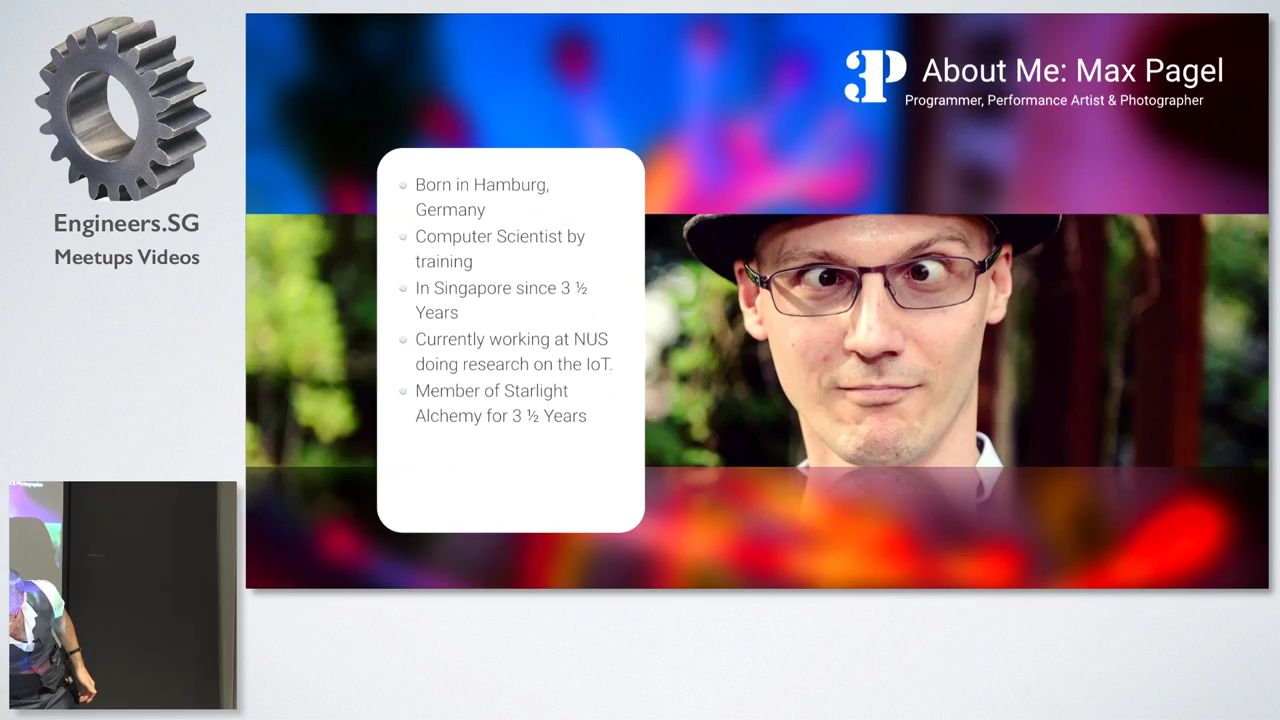 Engineers.SG
Meetups Videos
3P About Me: Max Pagel
Programmer, Performance Artist & Photographer
Born in Hamburg,
Germany
Computer Scientist by
training
In Singapore since 3 ½
Years
Currently working at NUS
doing research on the IoT.
Member of Starlight
Alchemy for 3 ½ Years